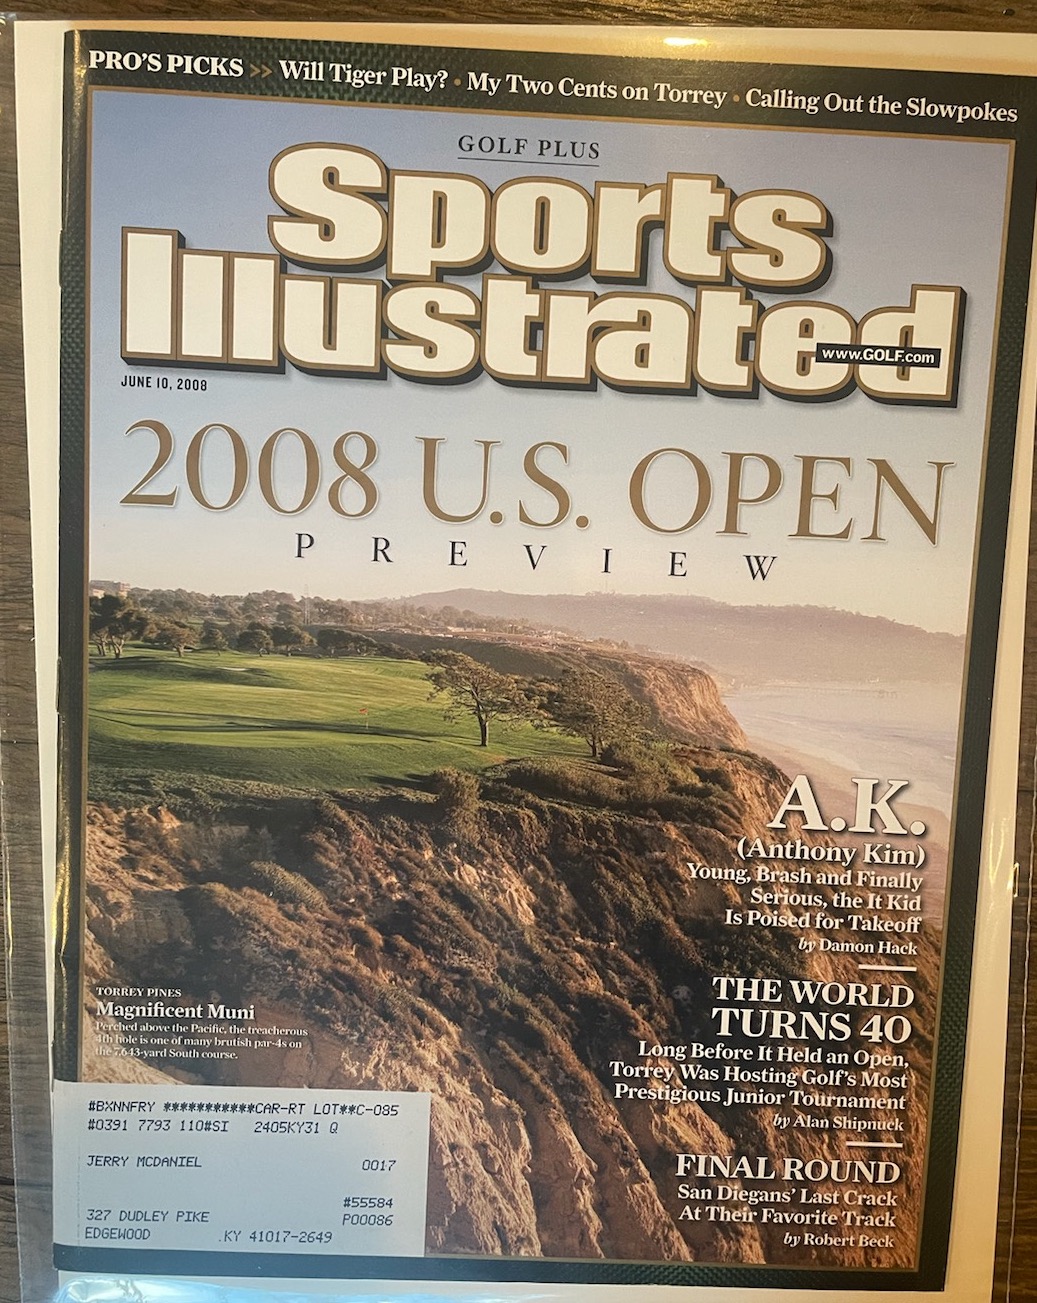 PRO'S PICKS >> Will Tiger Play? • My Two Cents on Torrey • Calling Out the Slowpokes
GOLF PLUS
Sports
Illustrated
www.GOLF.com
JUNE 10, 2008
2008 U.S. OPEN
PREVIEW
A.K.
(Anthony Kim)
Young, Brash and Finally
Serious, the It Kid
Is Poised for Takeoff
by Damon Hack
THE WORLD
TURNS 40
Long Before It Held an Open,
Torrey Was Hosting Golf's Most
Prestigious Junior Tournament
by Alan Shipnuck
FINAL ROUND
San Diegans' Last Crack
At Their Favorite Track
by Robert Beck
TORREY PINES
Magnificent Muni
Perched above the Pacific, the treacherous
4th hole is one of many brutish par-4s on
the 7,643-yard South course.
#BXNNFRY ***********CAR-RT LOT**C-085
#0391 7793 110#SI 2405KY31 Q
JERRY MCDANIEL 0017
#55584
327 DUDLEY PIKE P00086
EDGEWOOD KY 41017-2649